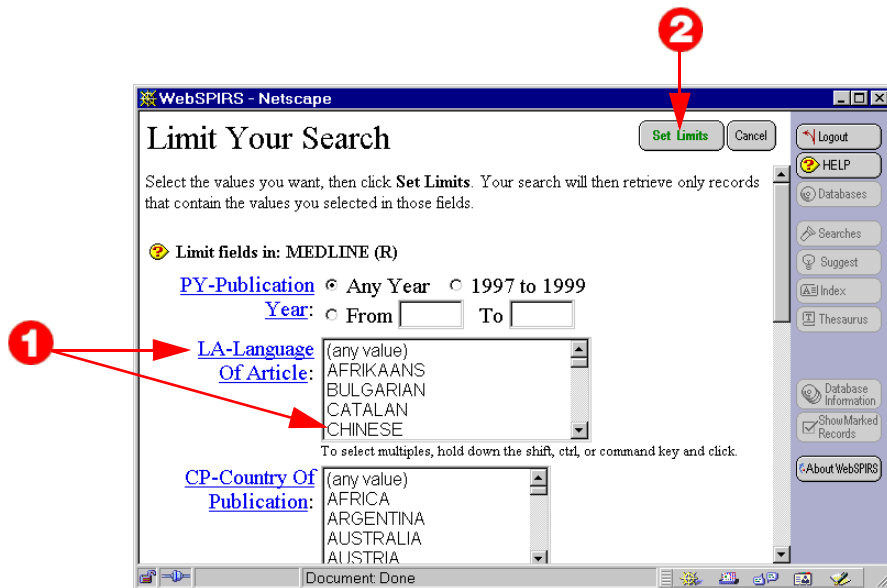 2
WebSPIRS - Netscape
Limit Your Search
Set Limits
Cancel
Select the values you want, then click Set Limits. Your search will then retrieve only records
that contain the values you selected in those fields.
Limit fields in: MEDLINE (R)
PY-Publication Year:
Any Year
1997 to 1999
From
To
1
LA-Language
Of Article:
(any value)
AFRIKAANS
BULGARIAN
CATALAN
CHINESE
To select multiples, hold down the shift, ctrl, or command key and click.
CP-Country Of
Publication:
(any value)
AFRICA
ARGENTINA
AUSTRALIA
AUSTRIA
Logout
HELP
Databases
Searches
Suggest
Index
Thesaurus
Database
Information
Show Marked
Records
About WebSPIRS
Document: Done